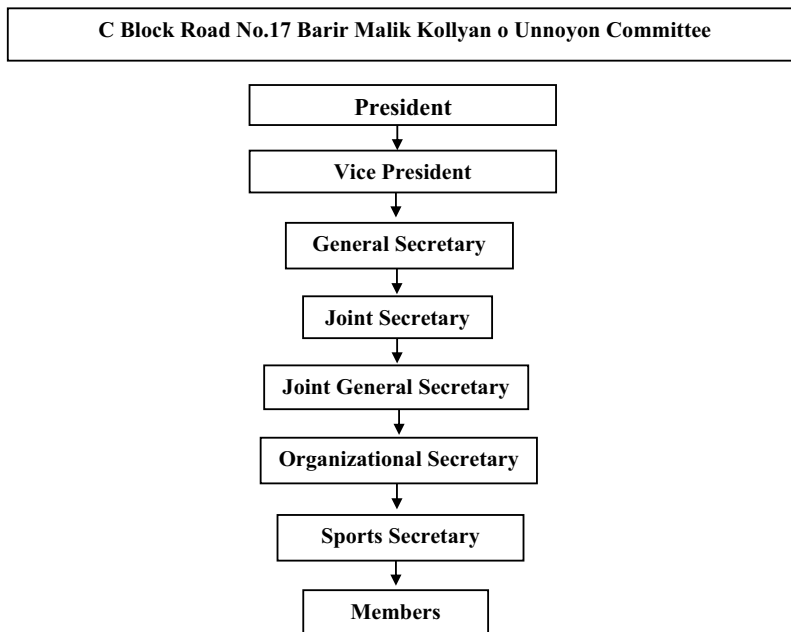 C Block Road No.17 Barir Malik Kollyan o Unnoyon Committee
President
Vice President
General Secretary
Joint Secretary
Joint General Secretary
Organizational Secretary
Sports Secretary
Members